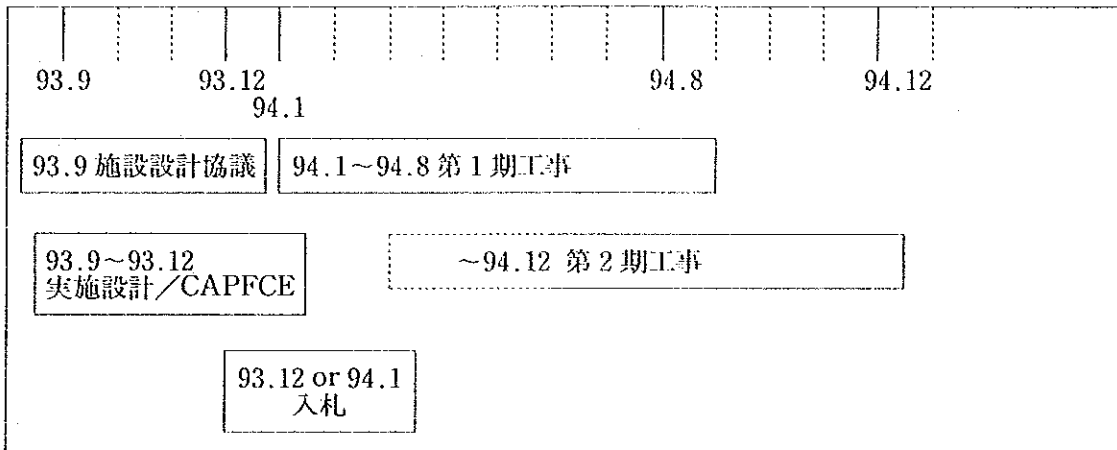 93.9
93.12
94.1
94.8
94.12
93.9 施設設計協議
94.1～94.8 第1期工事
93.9～93.12
実施設計／CAPFCE
～94.12 第2期工事
93.12 or 94.1
入札